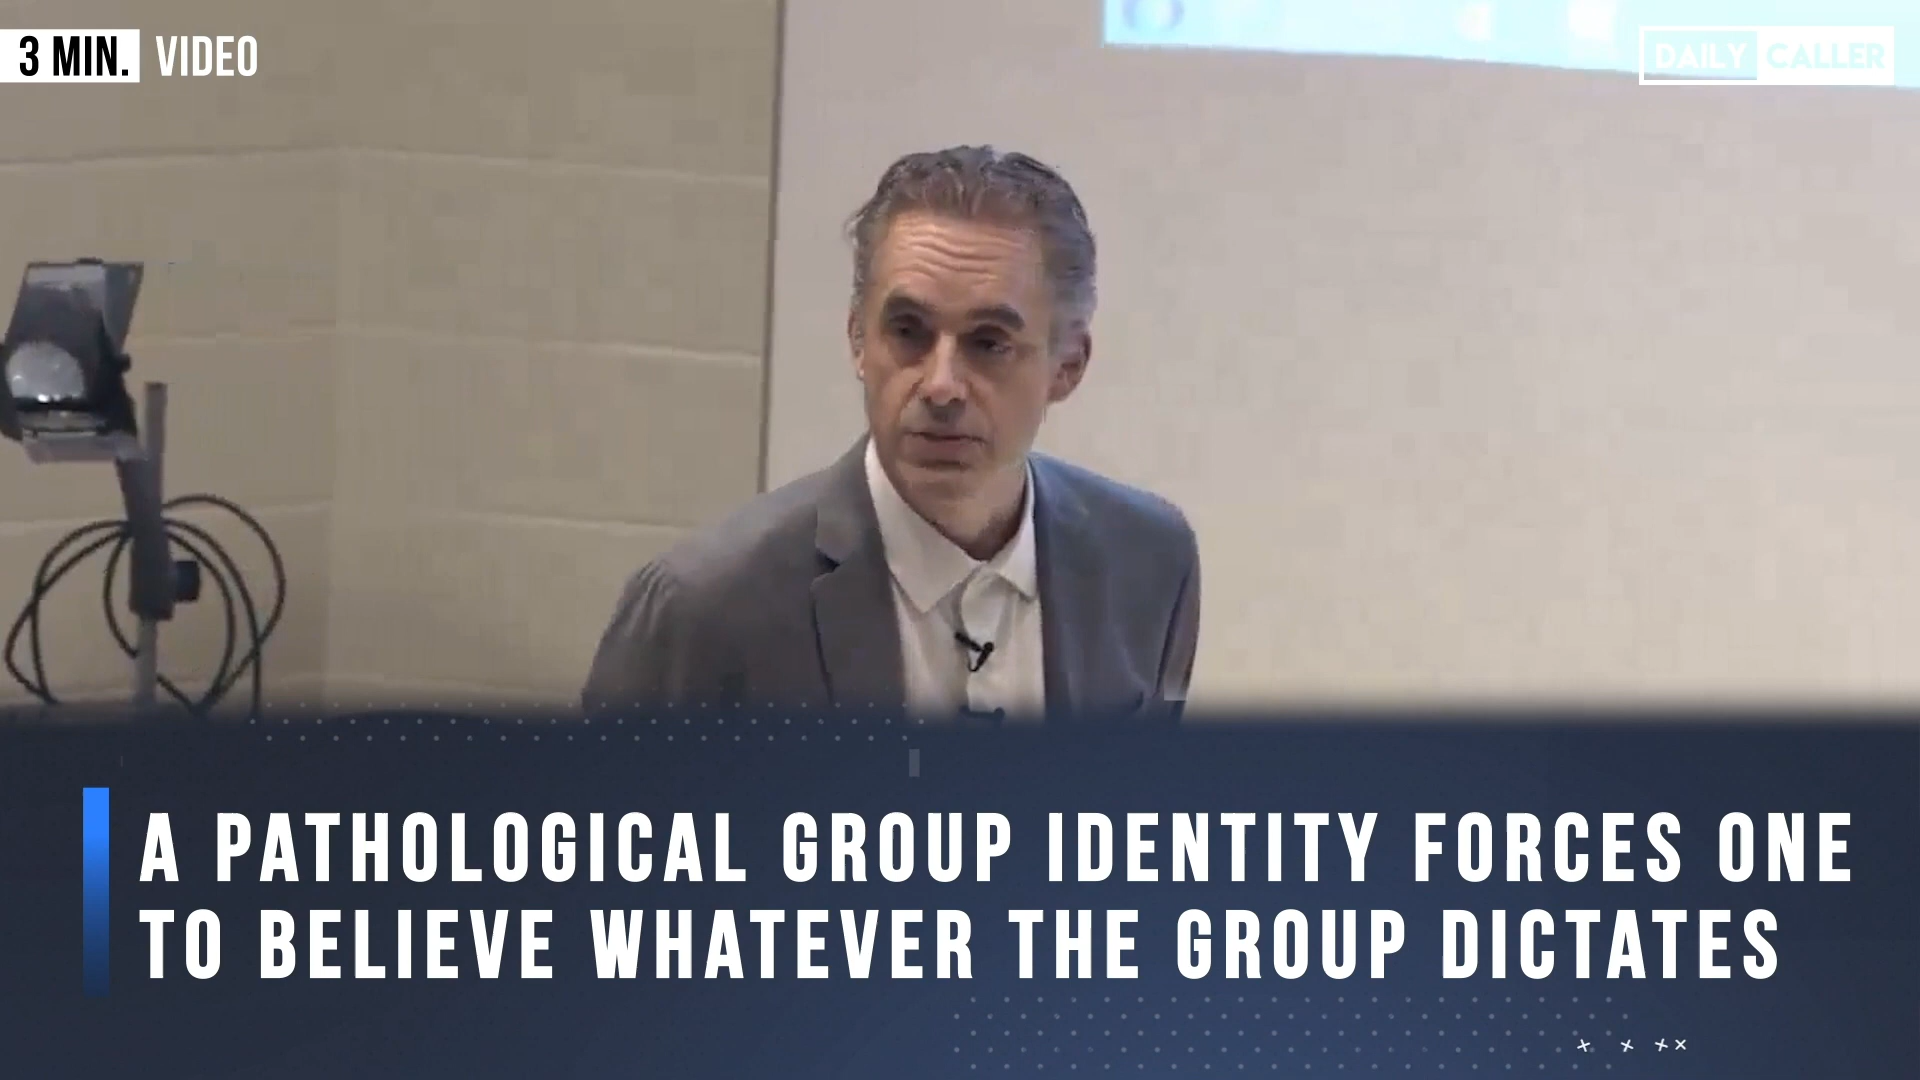 3 MIN. VIDEO
DAILY CALLER
A PATHOLOGICAL GROUP IDENTITY FORCES ONE
TO BELIEVE WHATEVER THE GROUP DICTATES